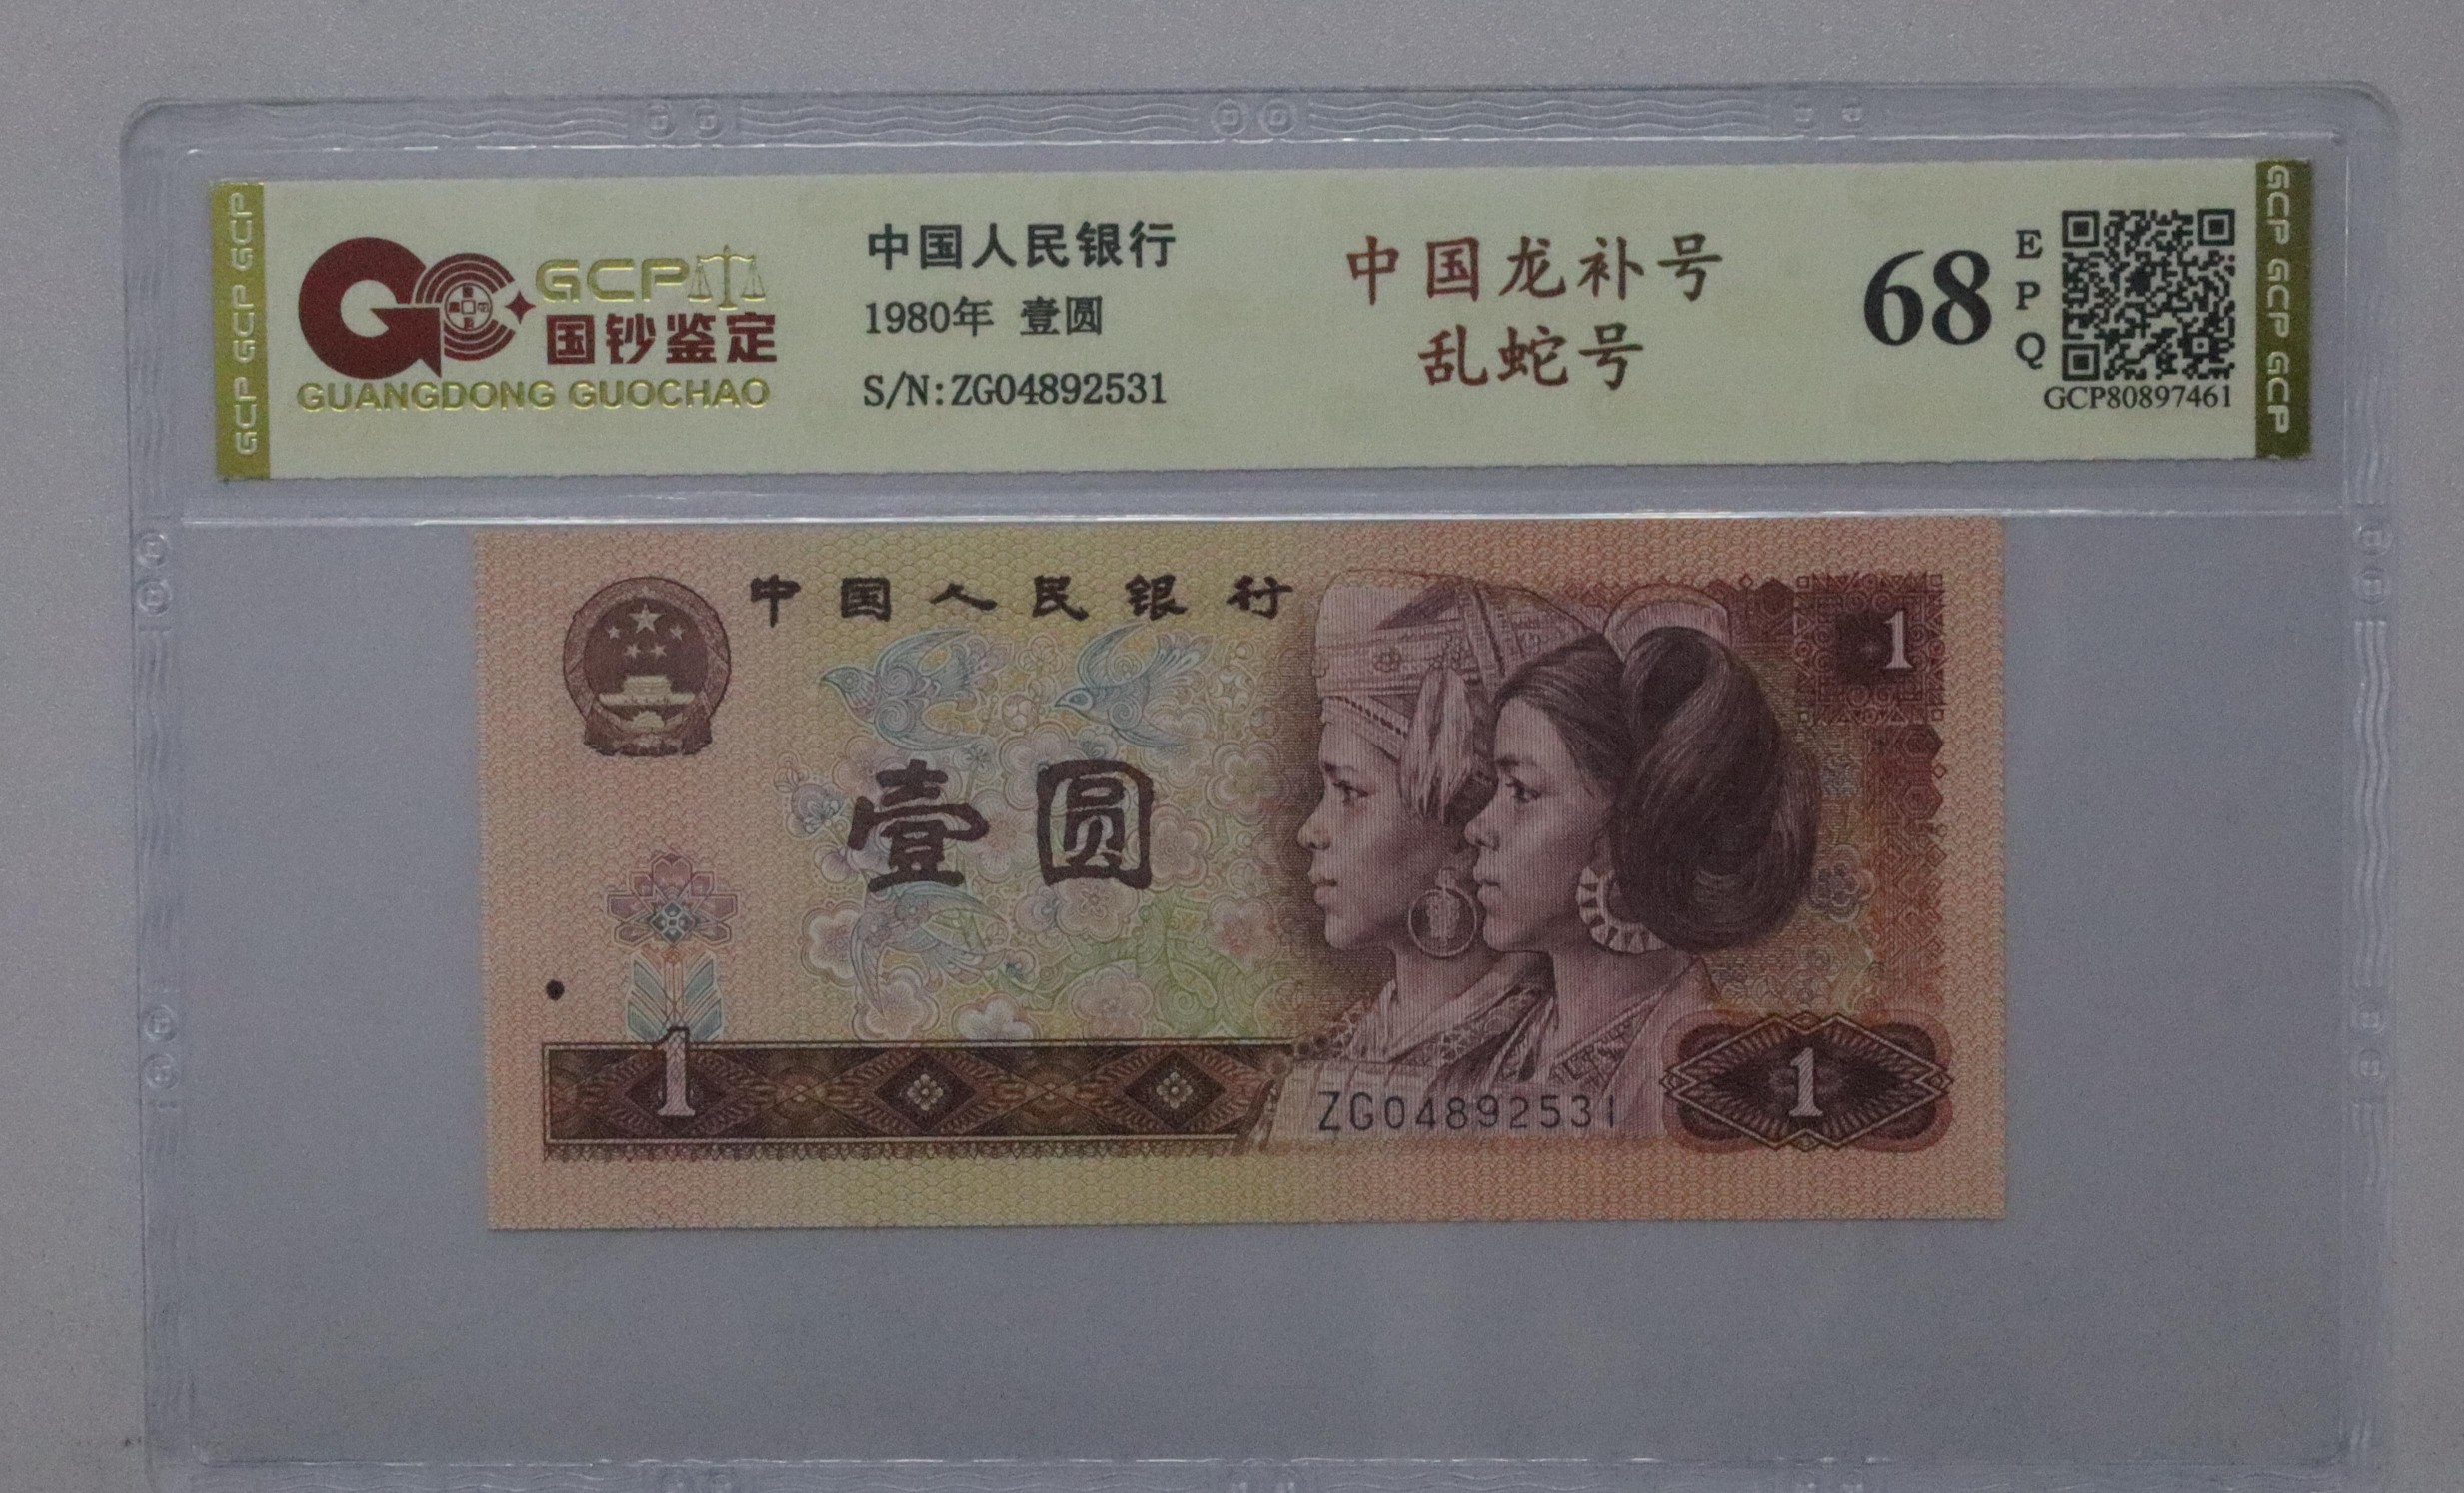 GCP GCP GCP
GCP
国钞鉴定
GUANGDONG GUOCHAO
中国人民银行
1980年 壹圆
S/N:ZG04892531
中国龙补号
乱蛇号
68
EPQ
GCP80897461
GCP GCP GCP
中国人民银行
1
壹圆
1
ZG04892531
1